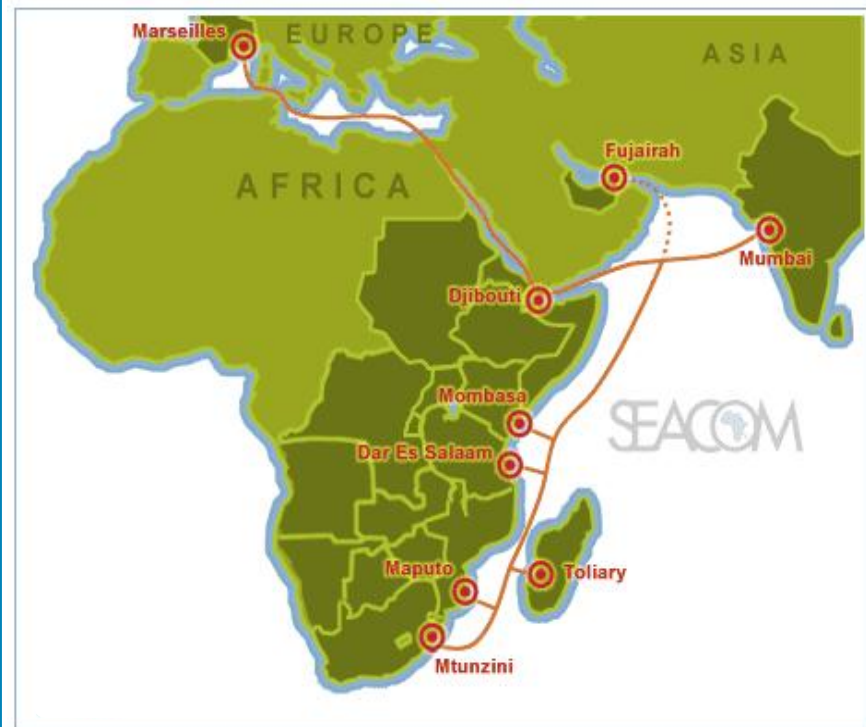 Marseilles
EUROPE
ASIA
Fujairah
AFRICA
Mumbai
Djibouti
Mombasa
SEACOM
Dar Es Salaam
Maputo
Toliary
Mtunzini